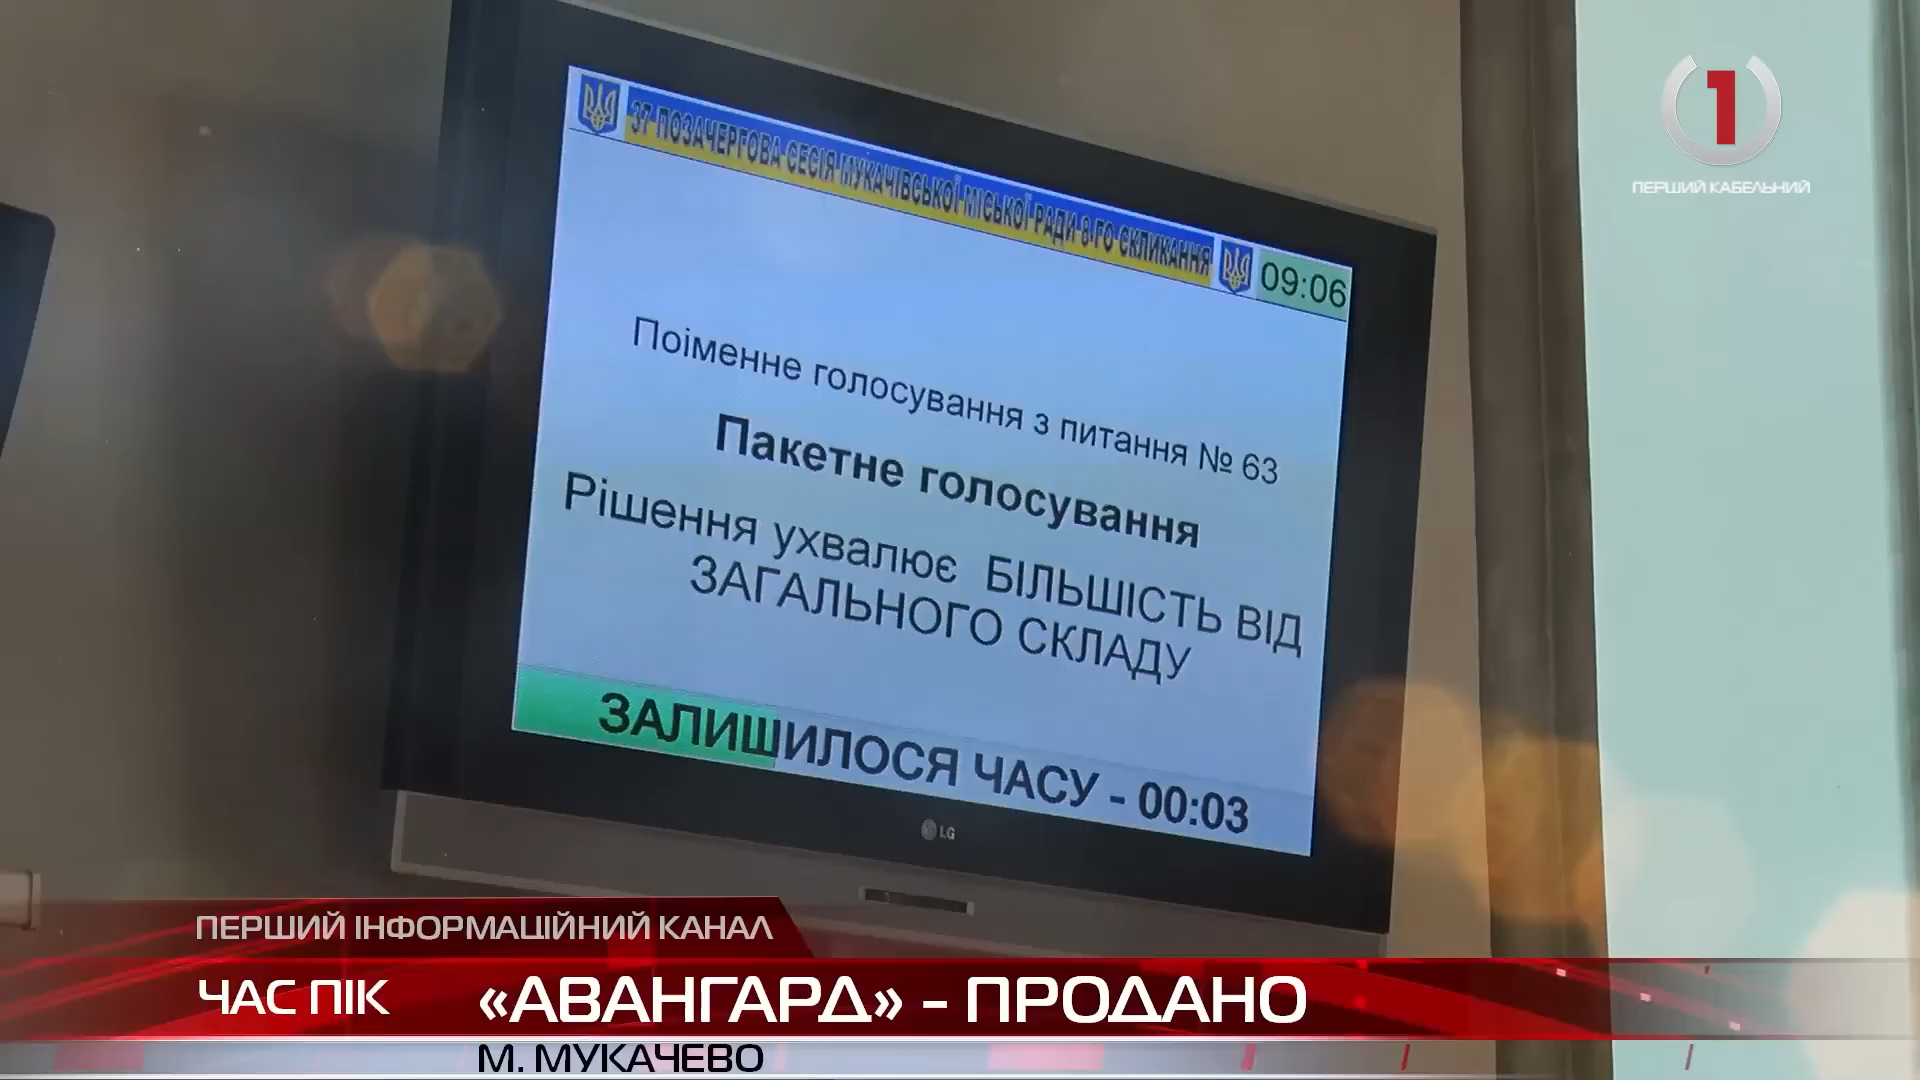 37 ПОЗАЧЕРГОВА СЕСІЯ МУКАЧІВСЬКОЇ МІСЬКОЇ РАДИ 8-ГО СКЛИКАННЯ
09:06
Поіменне голосування з питання № 63
Пакетне голосування
Рішення ухвалює БІЛЬШІСТЬ ВІД
ЗАГАЛЬНОГО СКЛАДУ
ЗАЛИШИЛОСЯ ЧАСУ - 00:03
LG
1
ПЕРШИЙ КАБЕЛЬНИЙ
ПЕРШИЙ ІНФОРМАЦІЙНИЙ КАНАЛ
ЧАС ПІК
«АВАНГАРД» – ПРОДАНО
М. МУКАЧЕВО